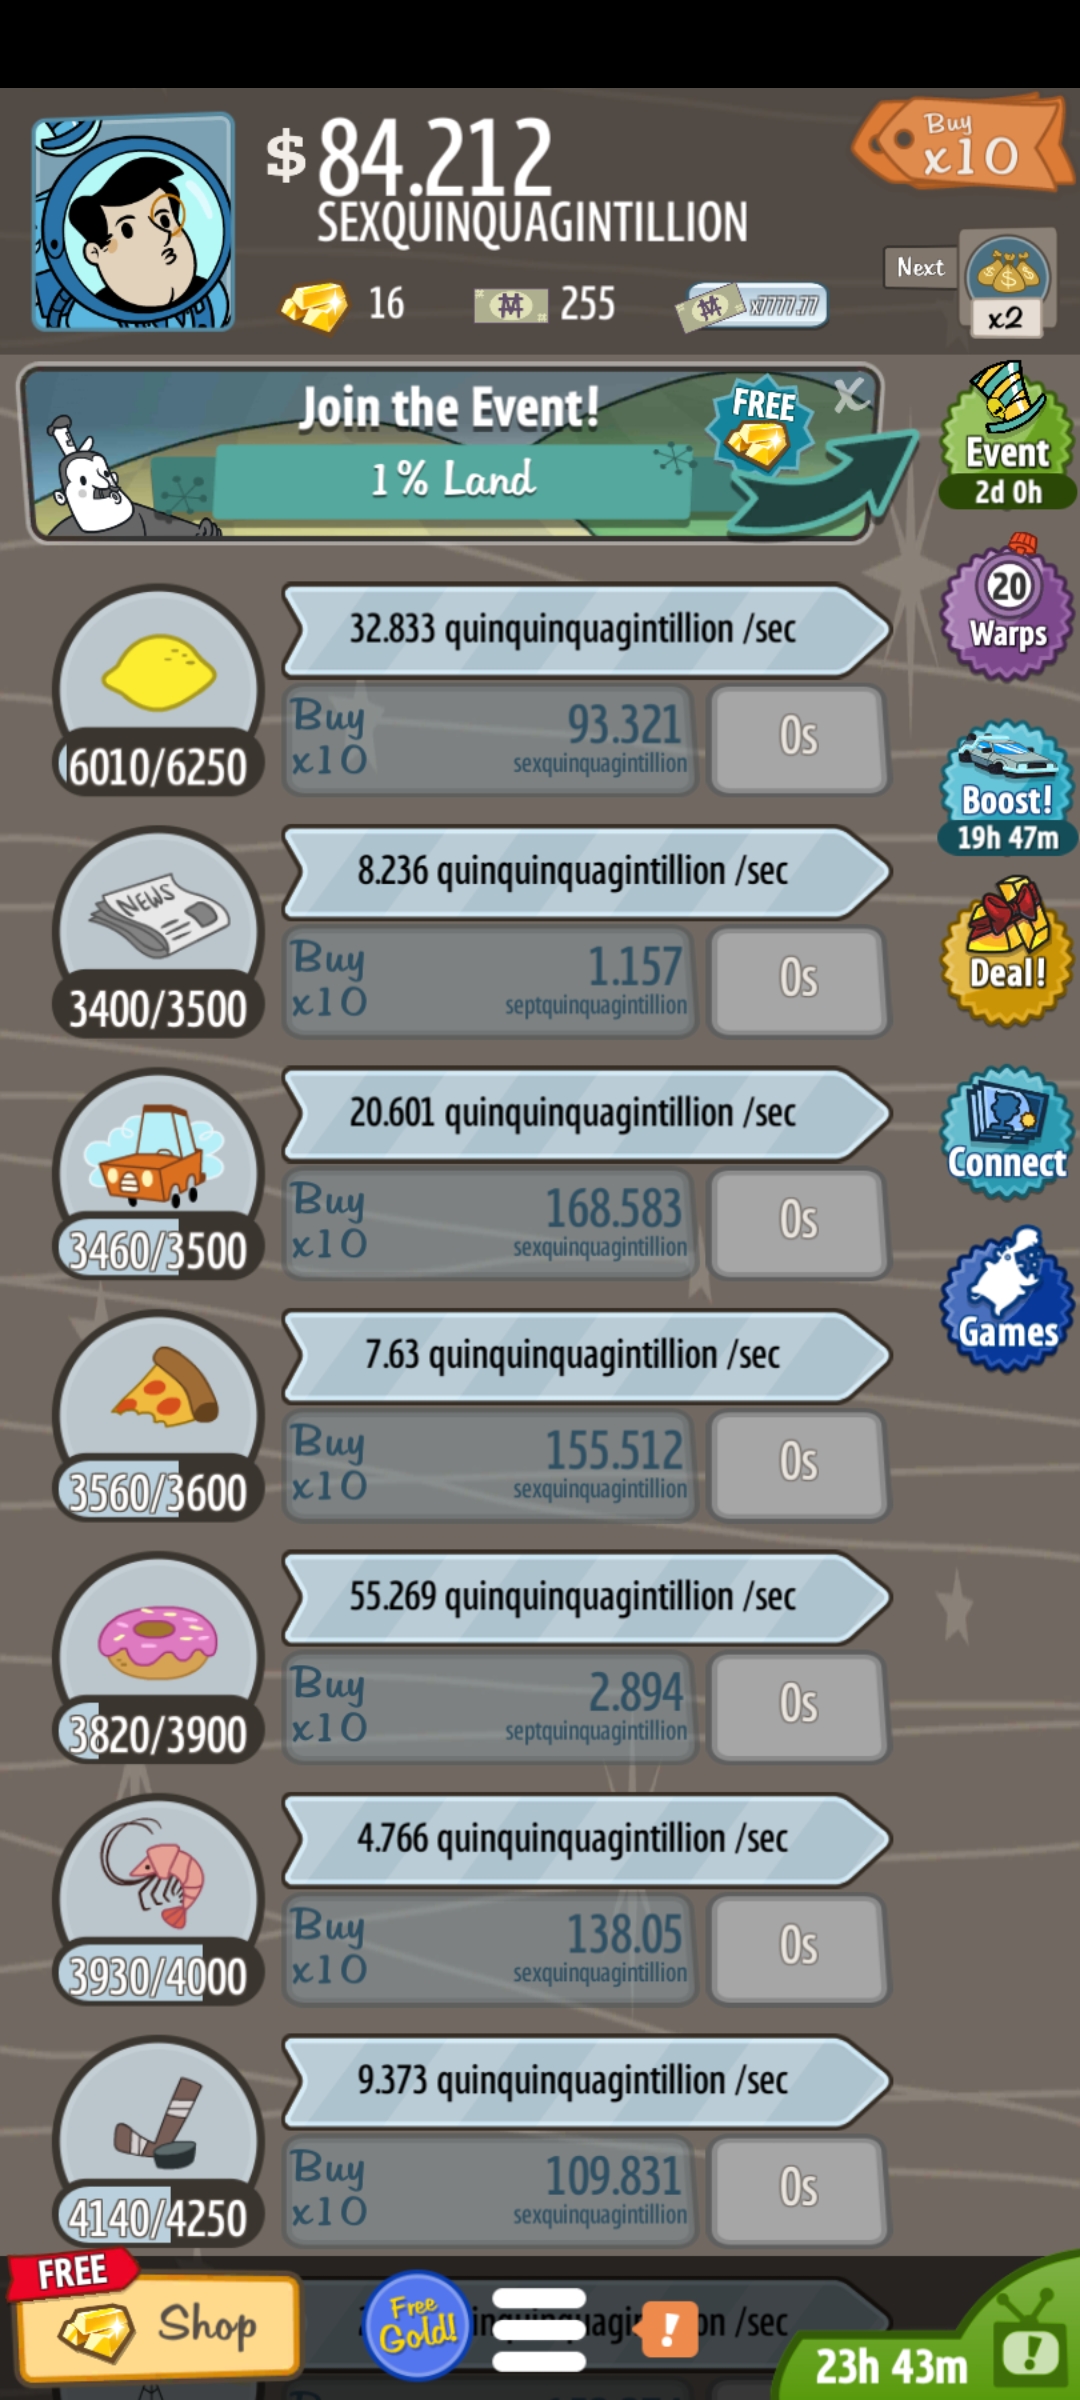 $ 84.212
SEXQUINQUAGINTILLION
Buy
x10
16
255
x7777.77
Next
x2
Join the Event!
FREE
X
1% Land
Event
2d 0h
20
Warps
Boost!
19h 47m
Deal!
Connect
Games
32.833 quinquinquagintillion /sec
Buy
x10
93.321
sexquinquagintillion
0s
6010/6250
NEWS
8.236 quinquinquagintillion /sec
Buy
x10
1.157
septquinquagintillion
0s
3400/3500
20.601 quinquinquagintillion /sec
Buy
x10
168.583
sexquinquagintillion
0s
3460/3500
7.63 quinquinquagintillion /sec
Buy
x10
155.512
sexquinquagintillion
0s
3560/3600
55.269 quinquinquagintillion /sec
Buy
x10
2.894
septquinquagintillion
0s
3820/3900
4.766 quinquinquagintillion /sec
Buy
x10
138.05
sexquinquagintillion
0s
3930/4000
9.373 quinquinquagintillion /sec
Buy
x10
109.831
sexquinquagintillion
0s
4140/4250
FREE
Shop
Free
Gold!
!
/sec
23h 43m
!